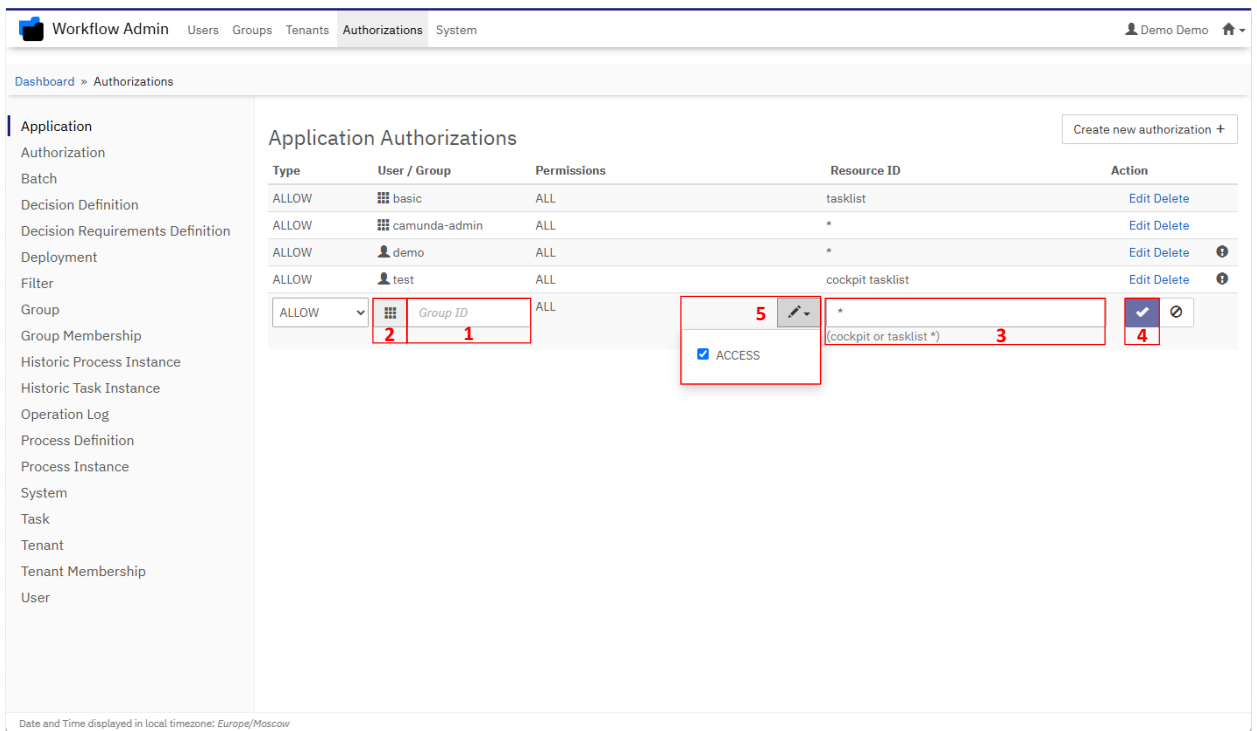 Workflow Admin Users Groups Tenants Authorizations System Demo Demo
Dashboard » Authorizations
Application
Authorization
Batch
Decision Definition
Decision Requirements Definition
Deployment
Filter
Group
Group Membership
Historic Process Instance
Historic Task Instance
Operation Log
Process Definition
Process Instance
System
Task
Tenant
Tenant Membership
User
Application Authorizations
Create new authorization +
Type User / Group Permissions Resource ID Action
ALLOW basic ALL tasklist Edit Delete
ALLOW camunda-admin ALL * Edit Delete
ALLOW demo ALL * Edit Delete
ALLOW test ALL cockpit tasklist Edit Delete
ALLOW Group ID ALL 5 *
2 1 (cockpit or tasklist *) 3 4
ACCESS
Date and Time displayed in local timezone: Europe/Moscow